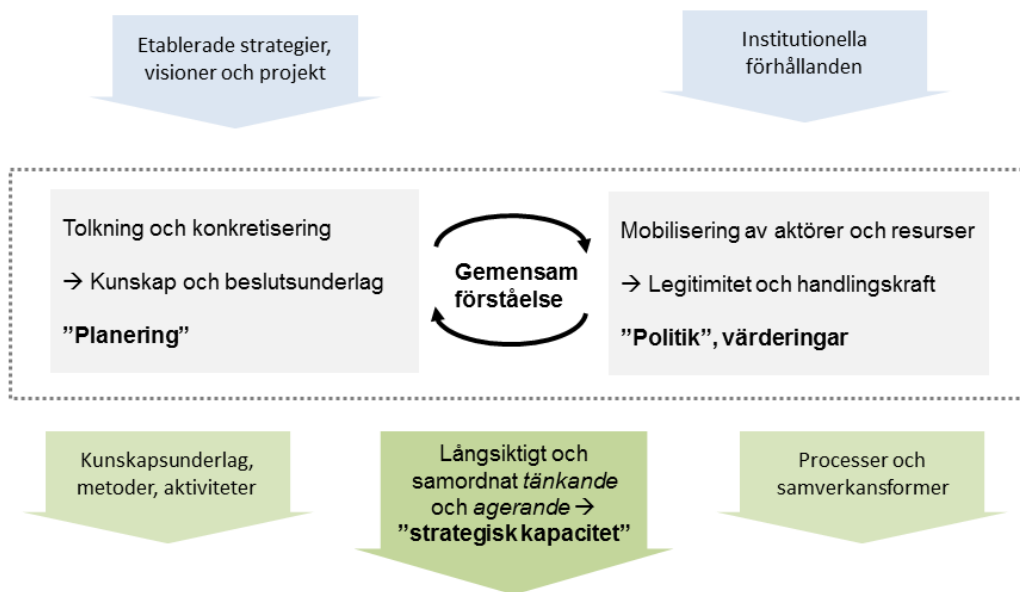 Etablerade strategier,
visioner och projekt
Institutionella
förhållanden
Tolkning och konkretisering
→ Kunskap och beslutsunderlag
”Planering”
Gemensam
förståelse
Mobilisering av aktörer och resurser
→ Legitimitet och handlingskraft
”Politik”, värderingar
Kunskapsunderlag,
metoder, aktiviteter
Långsiktigt och
samordnat tänkande
och agerande →
”strategisk kapacitet”
Processer och
samverkansformer